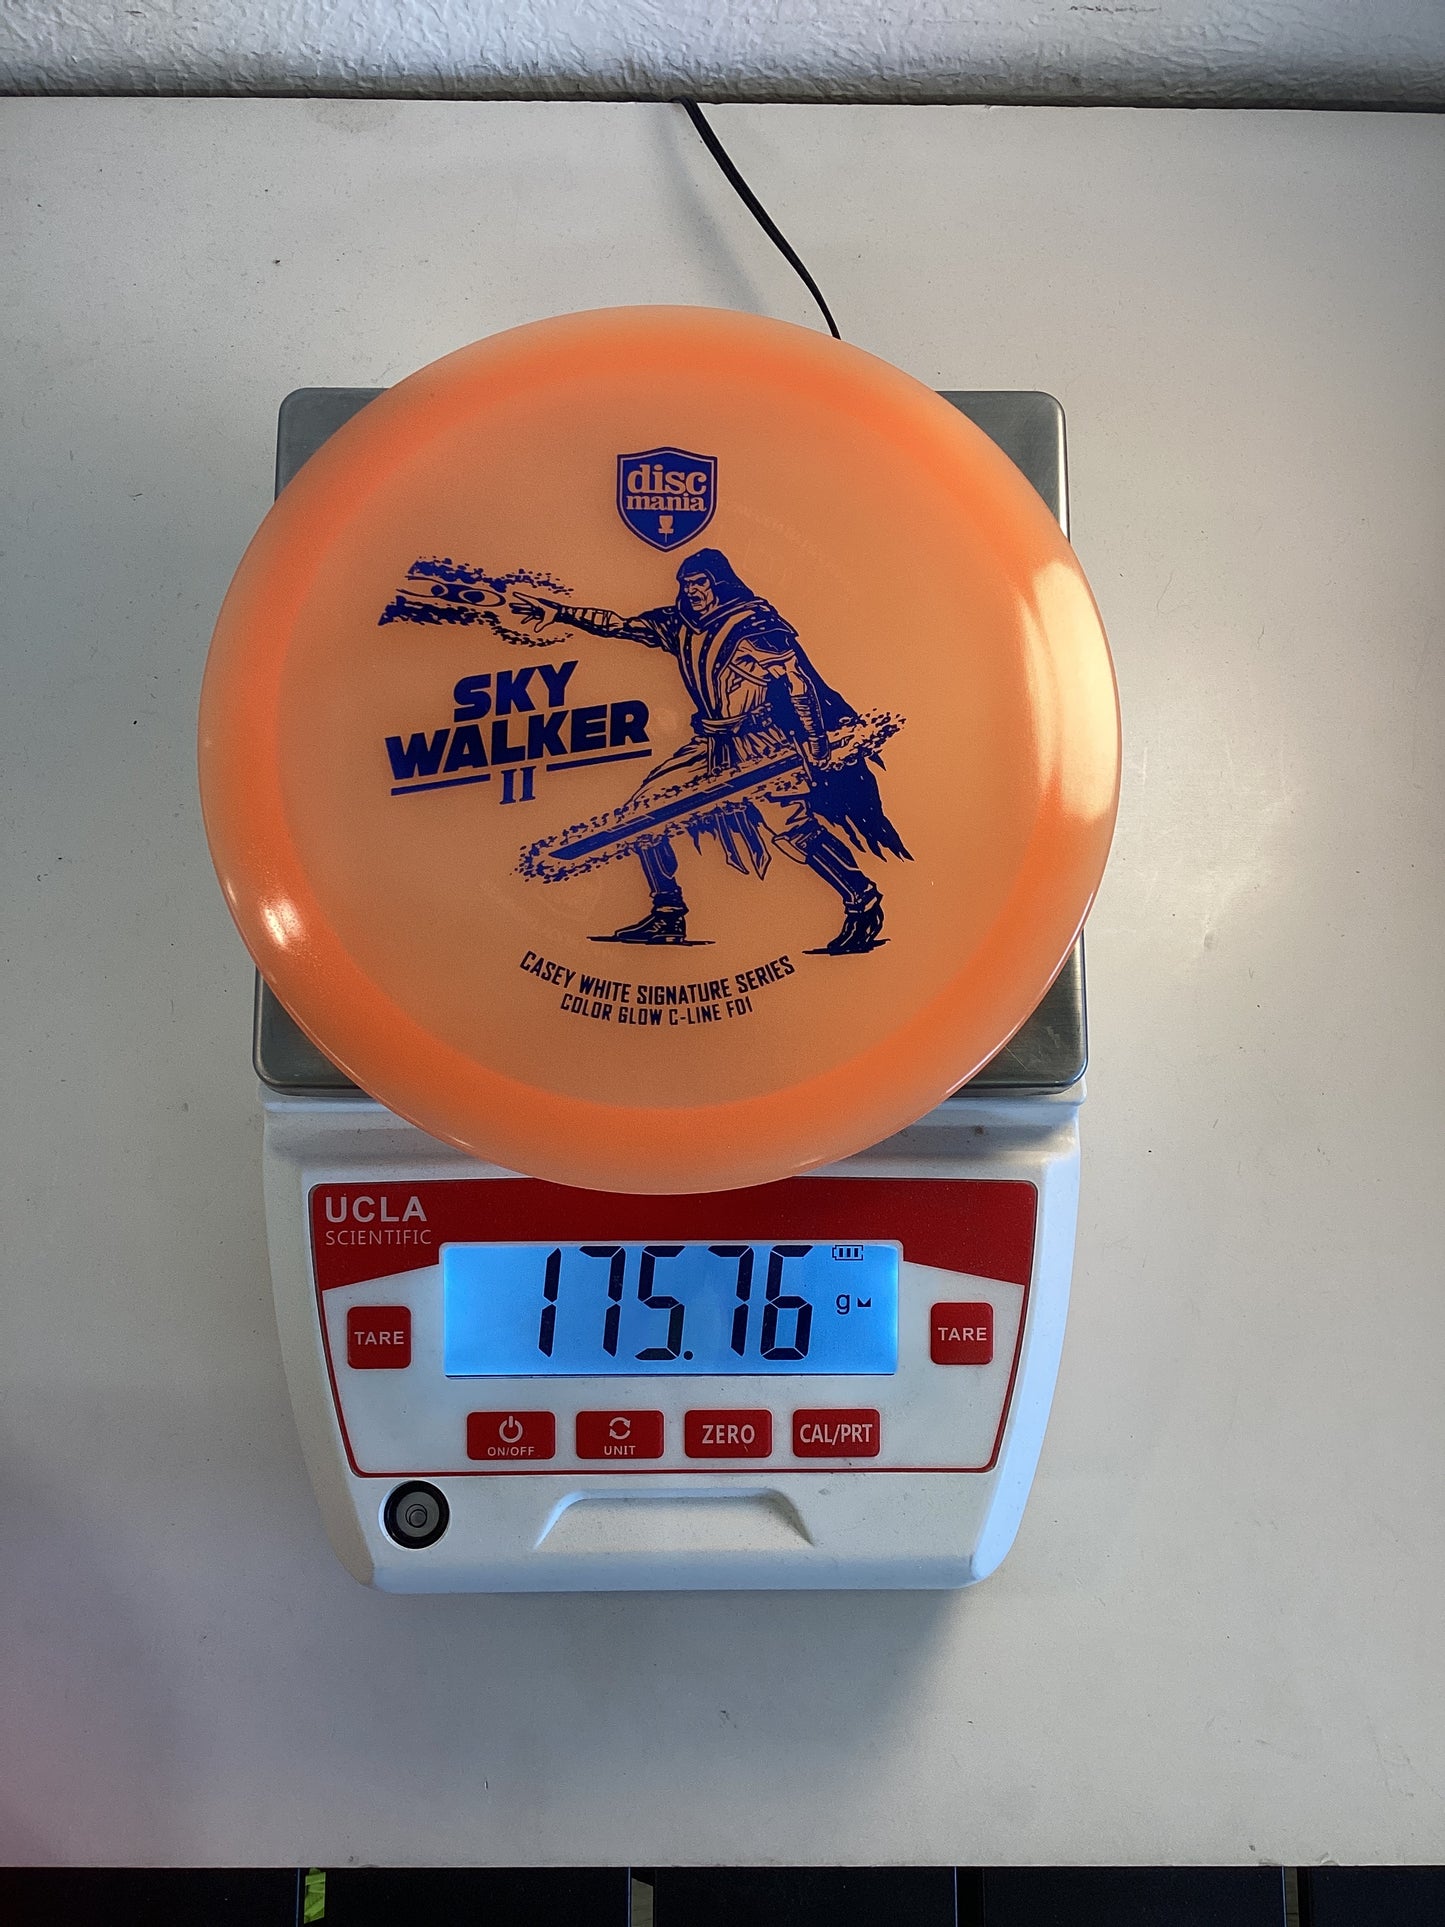 disc
mania
SKY
WALKER
II
CASEY WHITE SIGNATURE SERIES
COLOR GLOW C-LINE FD1
UCLA
SCIENTIFIC
175.76
g
TARE
TARE
ON/OFF
UNIT
ZERO
CAL/PRT